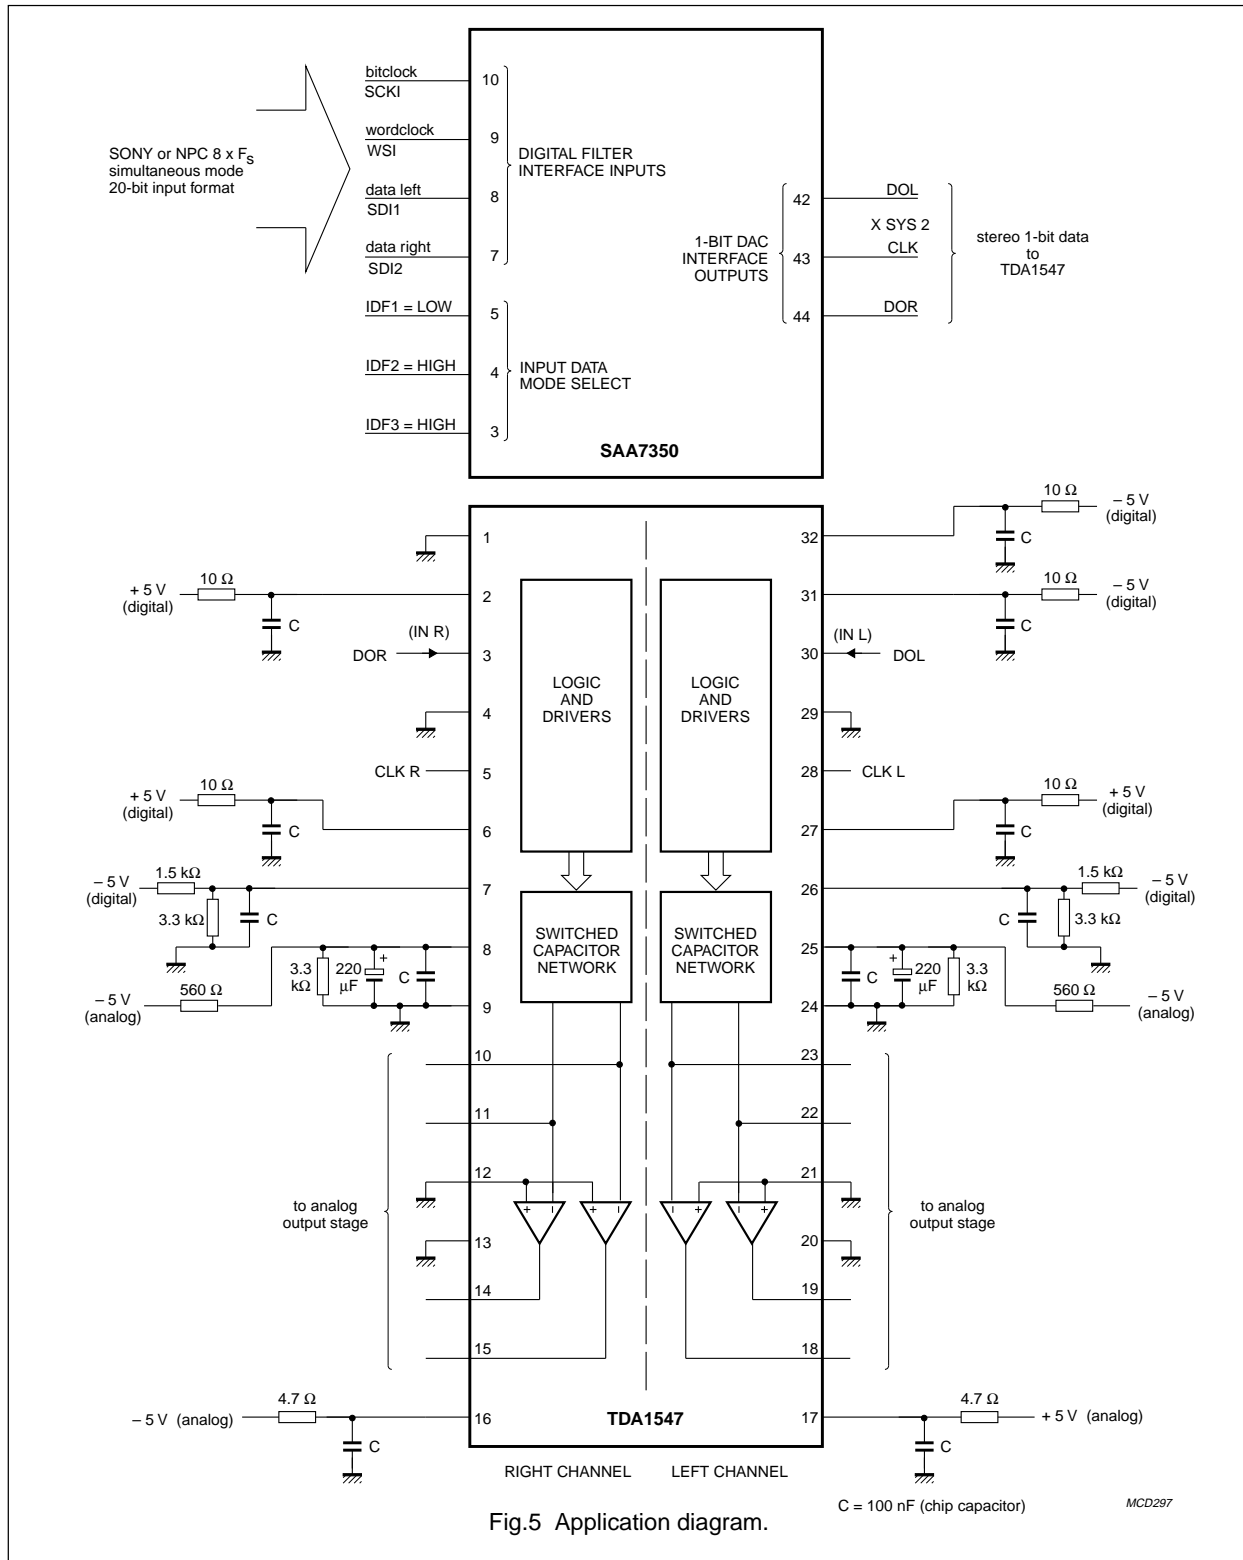 bitclock
SCKI
10
wordclock
WSI
9
data left
SDI1
8
data right
SDI2
7
SONY or NPC 8 x Fs
simultaneous mode
20-bit input format
DIGITAL FILTER
INTERFACE INPUTS
IDF1 = LOW
5
IDF2 = HIGH
4
IDF3 = HIGH
3
INPUT DATA
MODE SELECT
1-BIT DAC
INTERFACE
OUTPUTS
42
DOL
X SYS 2
43
CLK
44
DOR
stereo 1-bit data
to
TDA1547
SAA7350
1
+ 5 V
(digital)
10 Ω
C
2
DOR
(IN R)
3
4
CLK R
5
+ 5 V
(digital)
10 Ω
C
6
– 5 V
(digital)
1.5 kΩ
3.3 kΩ
C
7
– 5 V
(analog)
560 Ω
3.3
kΩ
220
µF
+
C
8
9
10
11
12
13
14
15
to analog
output stage
– 5 V (analog)
4.7 Ω
C
16
LOGIC
AND
DRIVERS
LOGIC
AND
DRIVERS
SWITCHED
CAPACITOR
NETWORK
SWITCHED
CAPACITOR
NETWORK
+ – + –
– + – +
32
10 Ω
– 5 V
(digital)
C
31
10 Ω
– 5 V
(digital)
C
30
(IN L)
DOL
29
28
CLK L
27
10 Ω
+ 5 V
(digital)
C
26
1.5 kΩ
– 5 V
(digital)
C
3.3 kΩ
25
C
+
220
µF
3.3
kΩ
560 Ω
– 5 V
(analog)
24
23
22
21
20
19
18
to analog
output stage
17
4.7 Ω
+ 5 V (analog)
C
TDA1547
RIGHT CHANNEL
LEFT CHANNEL
C = 100 nF (chip capacitor)
MCD297
Fig.5 Application diagram.